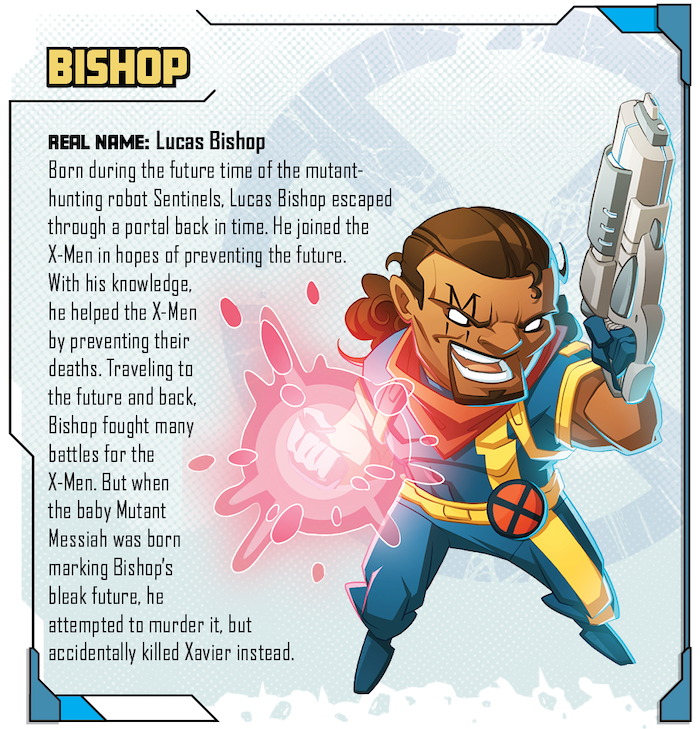 BISHOP
REAL NAME: Lucas Bishop
Born during the future time of the mutant-
hunting robot Sentinels, Lucas Bishop escaped
through a portal back in time. He joined the
X-Men in hopes of preventing the future.
With his knowledge,
he helped the X-Men
by preventing their
deaths. Traveling to
the future and back,
Bishop fought many
battles for the
X-Men. But when
the baby Mutant
Messiah was born
marking Bishop's
bleak future, he
attempted to murder it, but
accidentally killed Xavier instead.
M